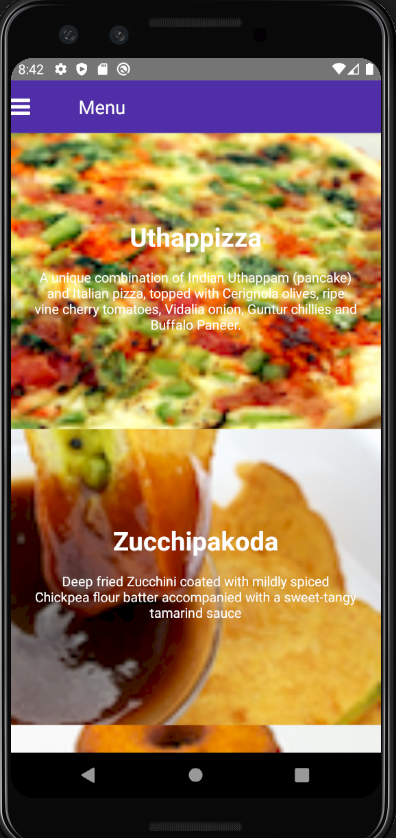 8:42
Menu
Uthappizza
A unique combination of Indian Uthappam (pancake)
and Italian pizza, topped with Cerignola olives, ripe
vine cherry tomatoes, Vidalia onion, Guntur chillies and
Buffalo Paneer.
Zucchipakoda
Deep fried Zucchini coated with mildly spiced
Chickpea flour batter accompanied with a sweet-tangy
tamarind sauce